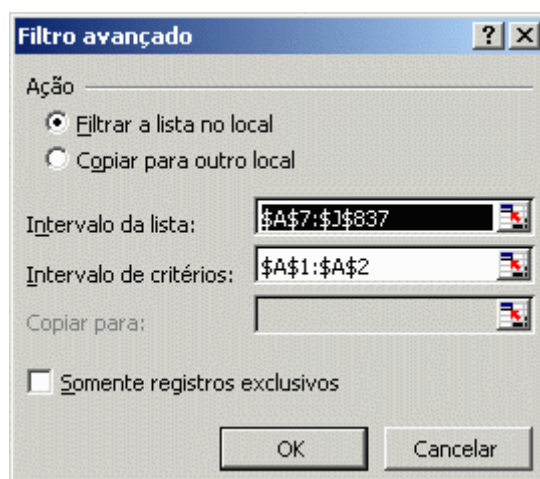 Filtro avançado
Ação
Filtrar a lista no local
Copiar para outro local
Intervalo da lista: $A$7:$J$837
Intervalo de critérios: $A$1:$A$2
Copiar para:
Somente registros exclusivos
OK Cancelar